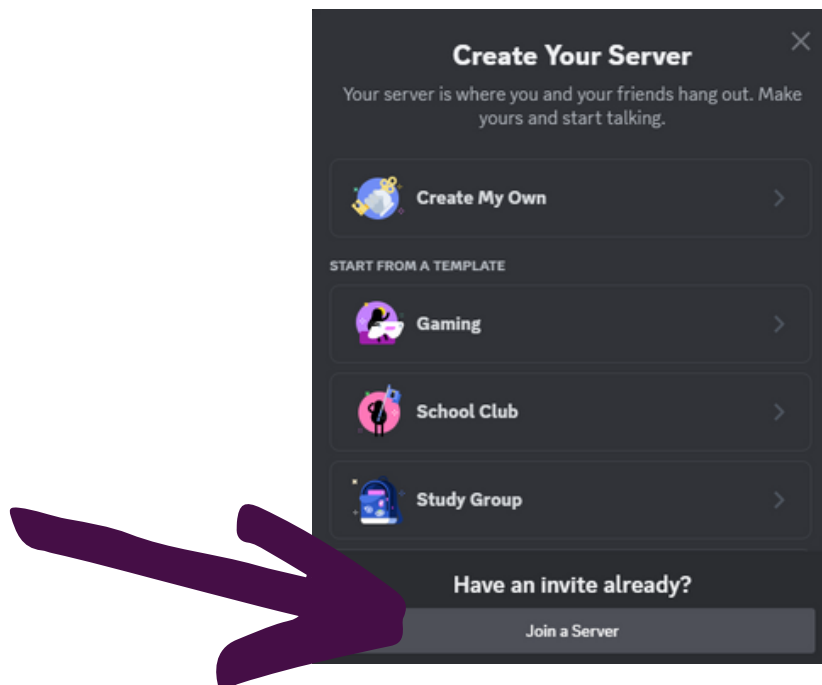 Create Your Server
Your server is where you and your friends hang out. Make
yours and start talking.
Create My Own
START FROM A TEMPLATE
Gaming
School Club
Study Group
Have an invite already?
Join a Server